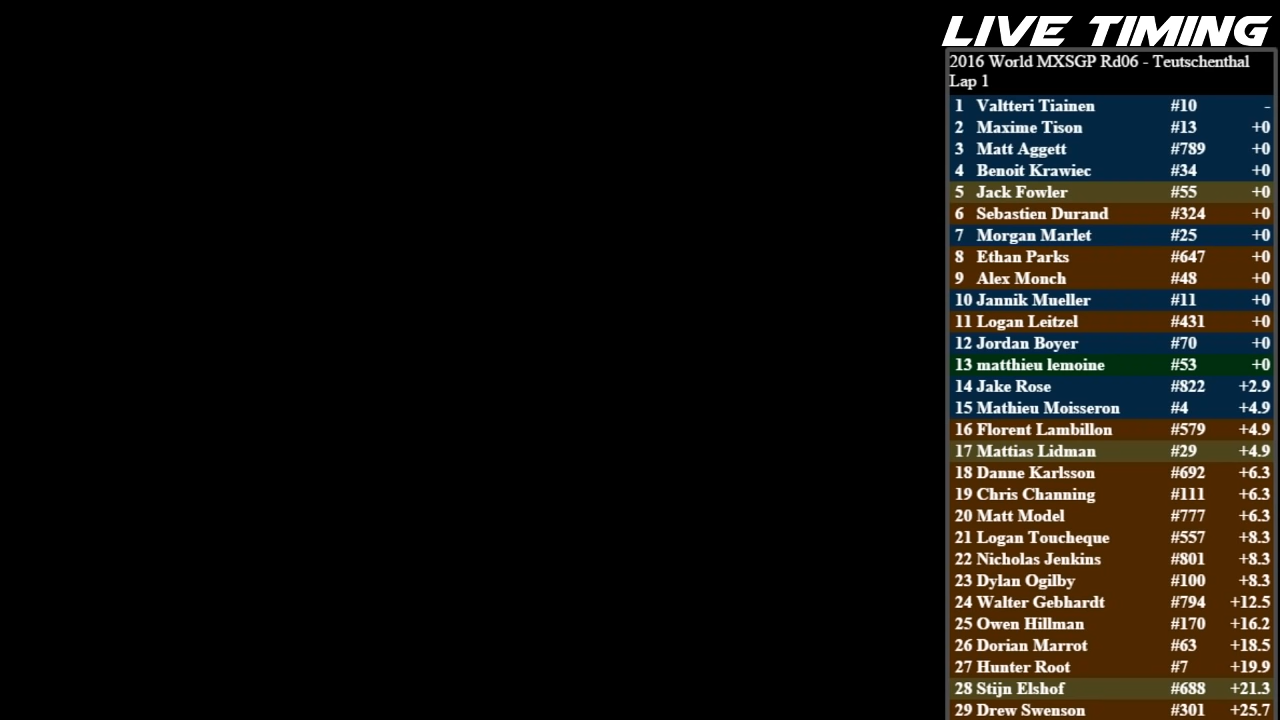 LIVE TIMING
2016 World MXSGP Rd06 - Teutschenthal
Lap 1
1 Valtteri Tiainen #10 -
2 Maxime Tison #13 +0
3 Matt Aggett #789 +0
4 Benoit Krawiec #34 +0
5 Jack Fowler #55 +0
6 Sebastien Durand #324 +0
7 Morgan Marlet #25 +0
8 Ethan Parks #647 +0
9 Alex Monch #48 +0
10 Jannik Mueller #11 +0
11 Logan Leitzel #431 +0
12 Jordan Boyer #70 +0
13 matthieu lemoine #53 +0
14 Jake Rose #822 +2.9
15 Mathieu Moisseron #4 +4.9
16 Florent Lambillon #579 +4.9
17 Mattias Lidman #29 +4.9
18 Danne Karlsson #692 +6.3
19 Chris Channing #111 +6.3
20 Matt Model #777 +6.3
21 Logan Toucheque #557 +8.3
22 Nicholas Jenkins #801 +8.3
23 Dylan Ogilby #100 +8.3
24 Walter Gebhardt #794 +12.5
25 Owen Hillman #170 +16.2
26 Dorian Marrot #63 +18.5
27 Hunter Root #7 +19.9
28 Stijn Elshof #688 +21.3
29 Drew Swenson #301 +25.7